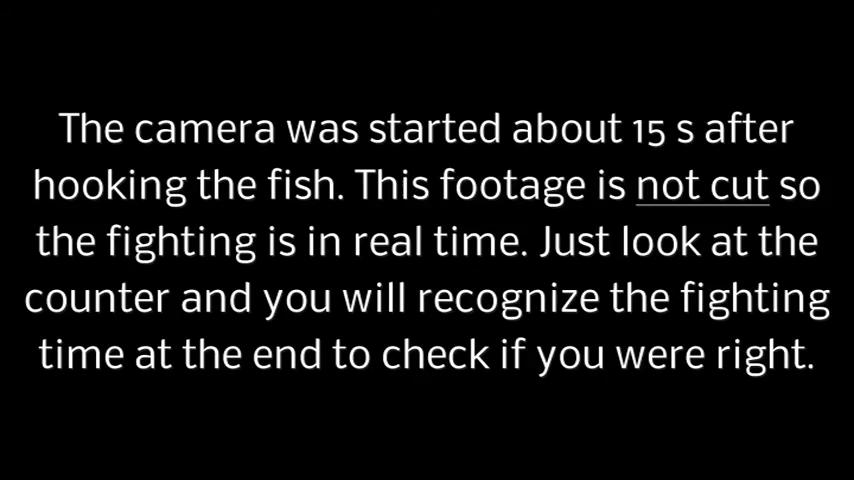 The camera was started about 15 s after
hooking the fish. This footage is not cut so
the fighting is in real time. Just look at the
counter and you will recognize the fighting
time at the end to check if you were right.